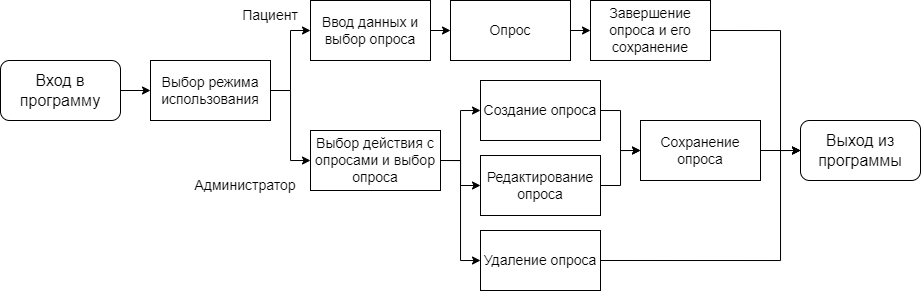 Пациент
Ввод данных и
выбор опроса
Опрос
Завершение
опроса и его
сохранение
Вход в
программу
Выбор режима
использования
Создание опроса
Выбор действия с
опросами и выбор
опроса
Администратор
Редактирование
опроса
Сохранение
опроса
Выход из
программы
Удаление опроса